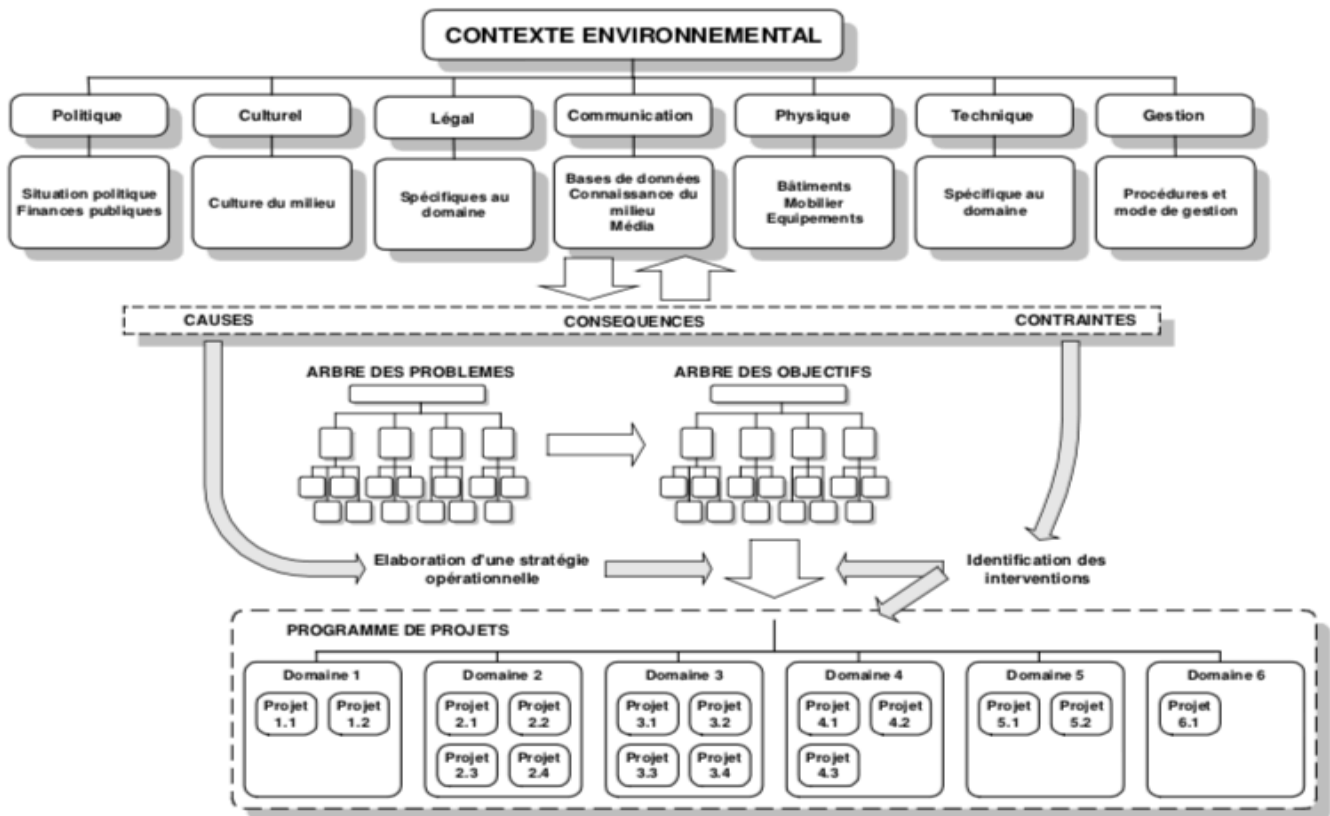 CONTEXTE ENVIRONNEMENTAL
Politique
Culturel
Légal
Communication
Physique
Technique
Gestion
Situation politique
Finances publiques
Culture du milieu
Spécifiques au
domaine
Bases de données
Connaissance du
milieu
Média
Bâtiments
Mobilier
Equipements
Spécifique au
domaine
Procédures et
mode de gestion
CAUSES
CONSEQUENCES
CONTRAINTES
ARBRE DES PROBLEMES
ARBRE DES OBJECTIFS
Elaboration d'une stratégie
opérationnelle
Identification des
interventions
PROGRAMME DE PROJETS
Domaine 1
Projet
1.1
Projet
1.2
Domaine 2
Projet
2.1
Projet
2.2
Projet
2.3
Projet
2.4
Domaine 3
Projet
3.1
Projet
3.2
Projet
3.3
Projet
3.4
Domaine 4
Projet
4.1
Projet
4.2
Projet
4.3
Domaine 5
Projet
5.1
Projet
5.2
Domaine 6
Projet
6.1